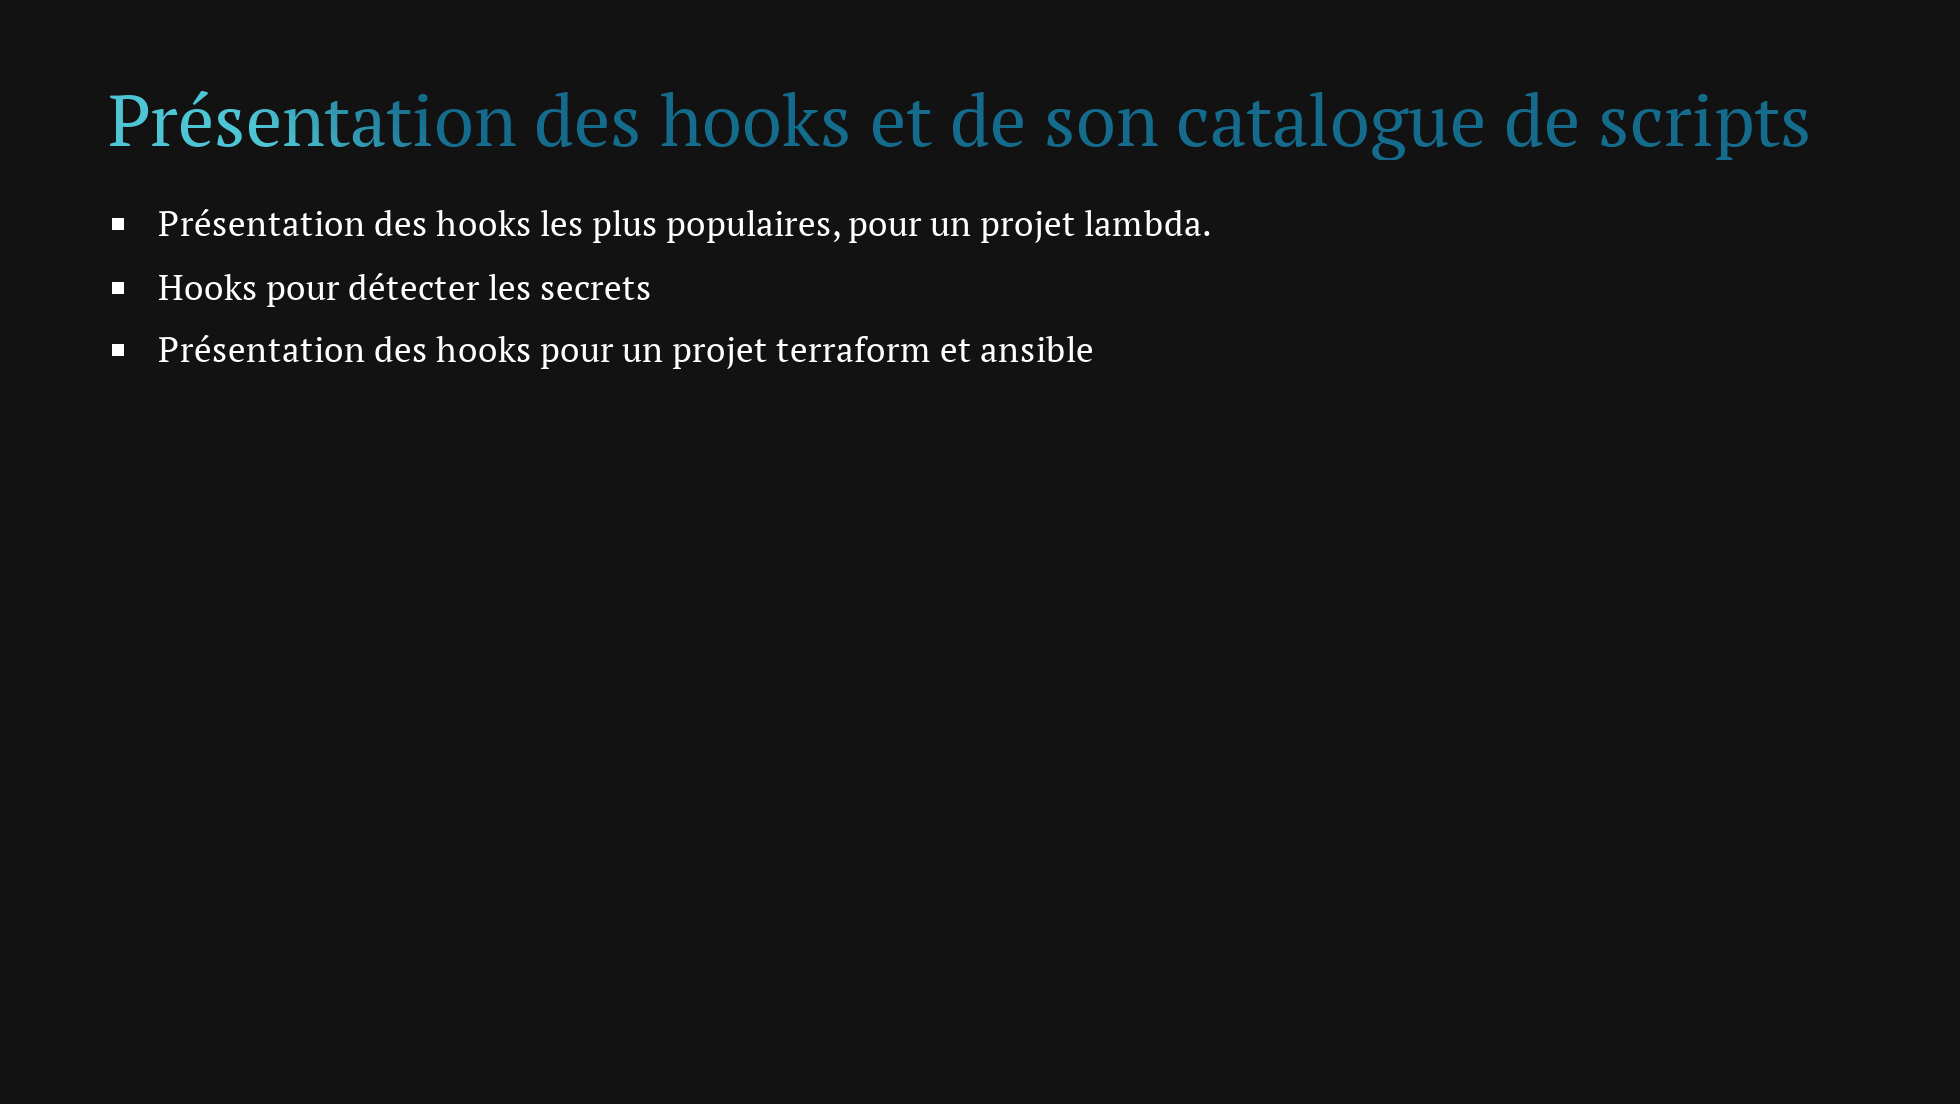 Présentation des hooks et de son catalogue de scripts
Présentation des hooks les plus populaires, pour un projet lambda.
Hooks pour détecter les secrets
Présentation des hooks pour un projet terraform et ansible